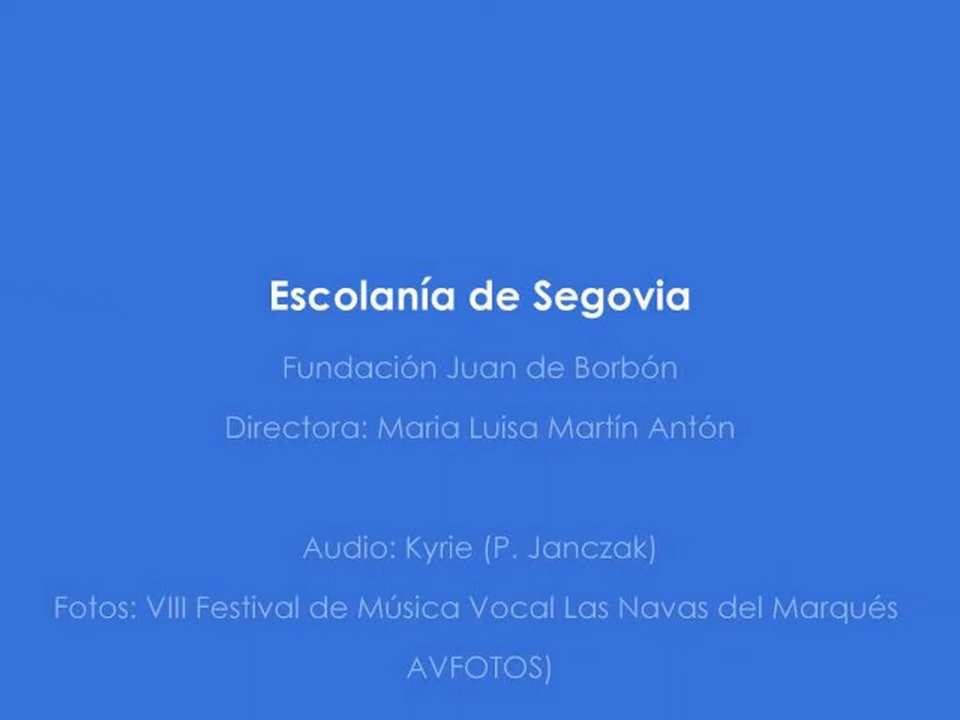 Escolanía de Segovia
Fundación Juan de Borbón
Directora: Maria Luisa Martín Antón
Audio: Kyrie (P. Janczak)
Fotos: VIII Festival de Música Vocal Las Navas del Marqués
AVFOTOS)